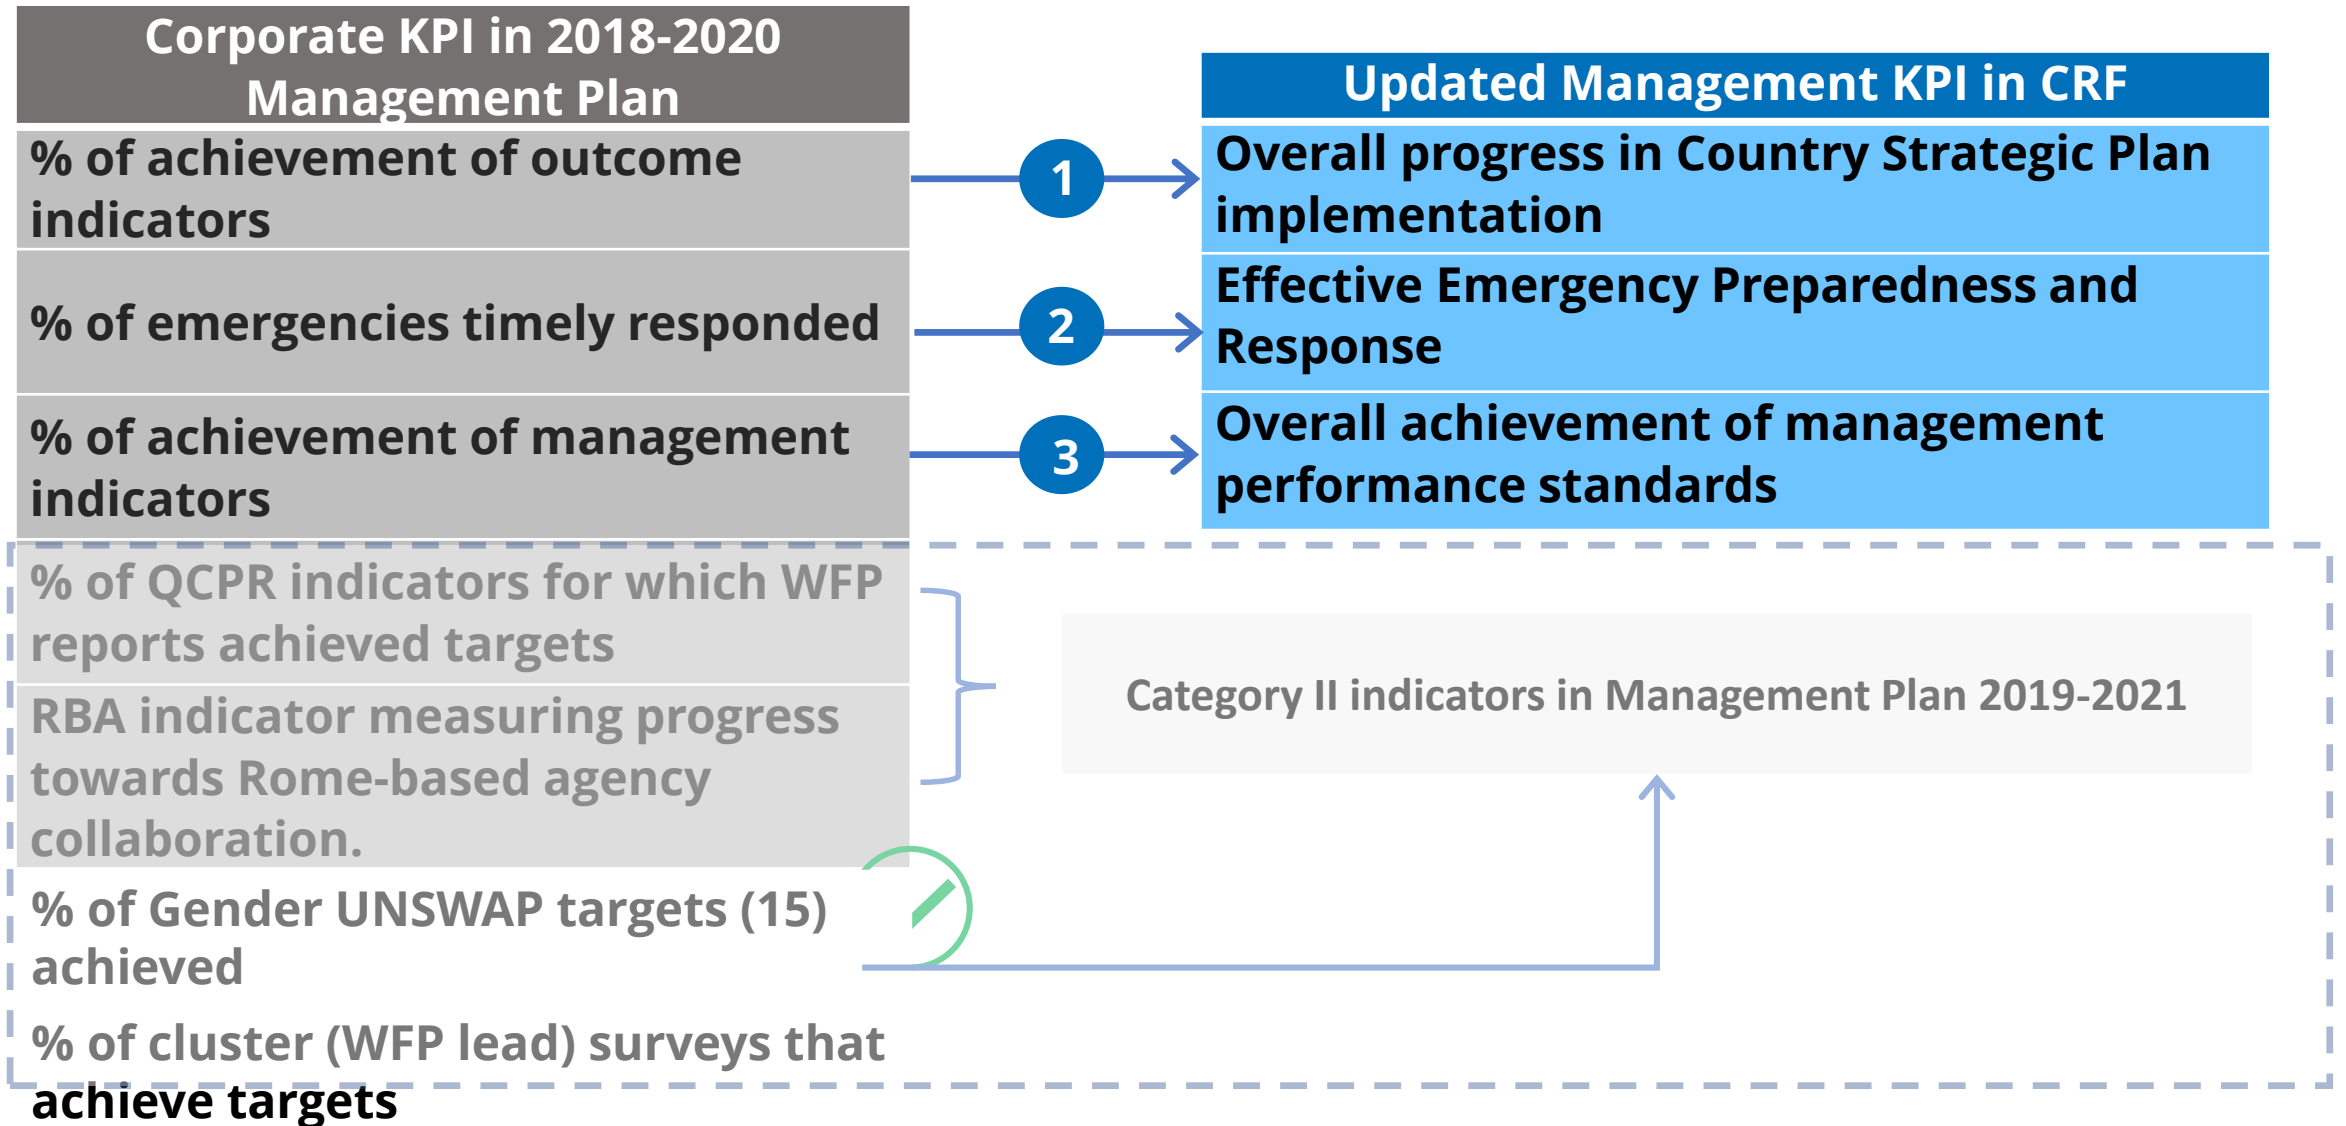 Corporate KPI in 2018-2020
Management Plan
% of achievement of outcome
indicators
% of emergencies timely responded
% of achievement of management
indicators
% of QCPR indicators for which WFP
reports achieved targets
RBA indicator measuring progress
towards Rome-based agency
collaboration.
% of Gender UNSWAP targets (15)
achieved
% of cluster (WFP lead) surveys that
achieve targets
1
2
3
Updated Management KPI in CRF
Overall progress in Country Strategic Plan
implementation
Effective Emergency Preparedness and
Response
Overall achievement of management
performance standards
Category II indicators in Management Plan 2019-2021